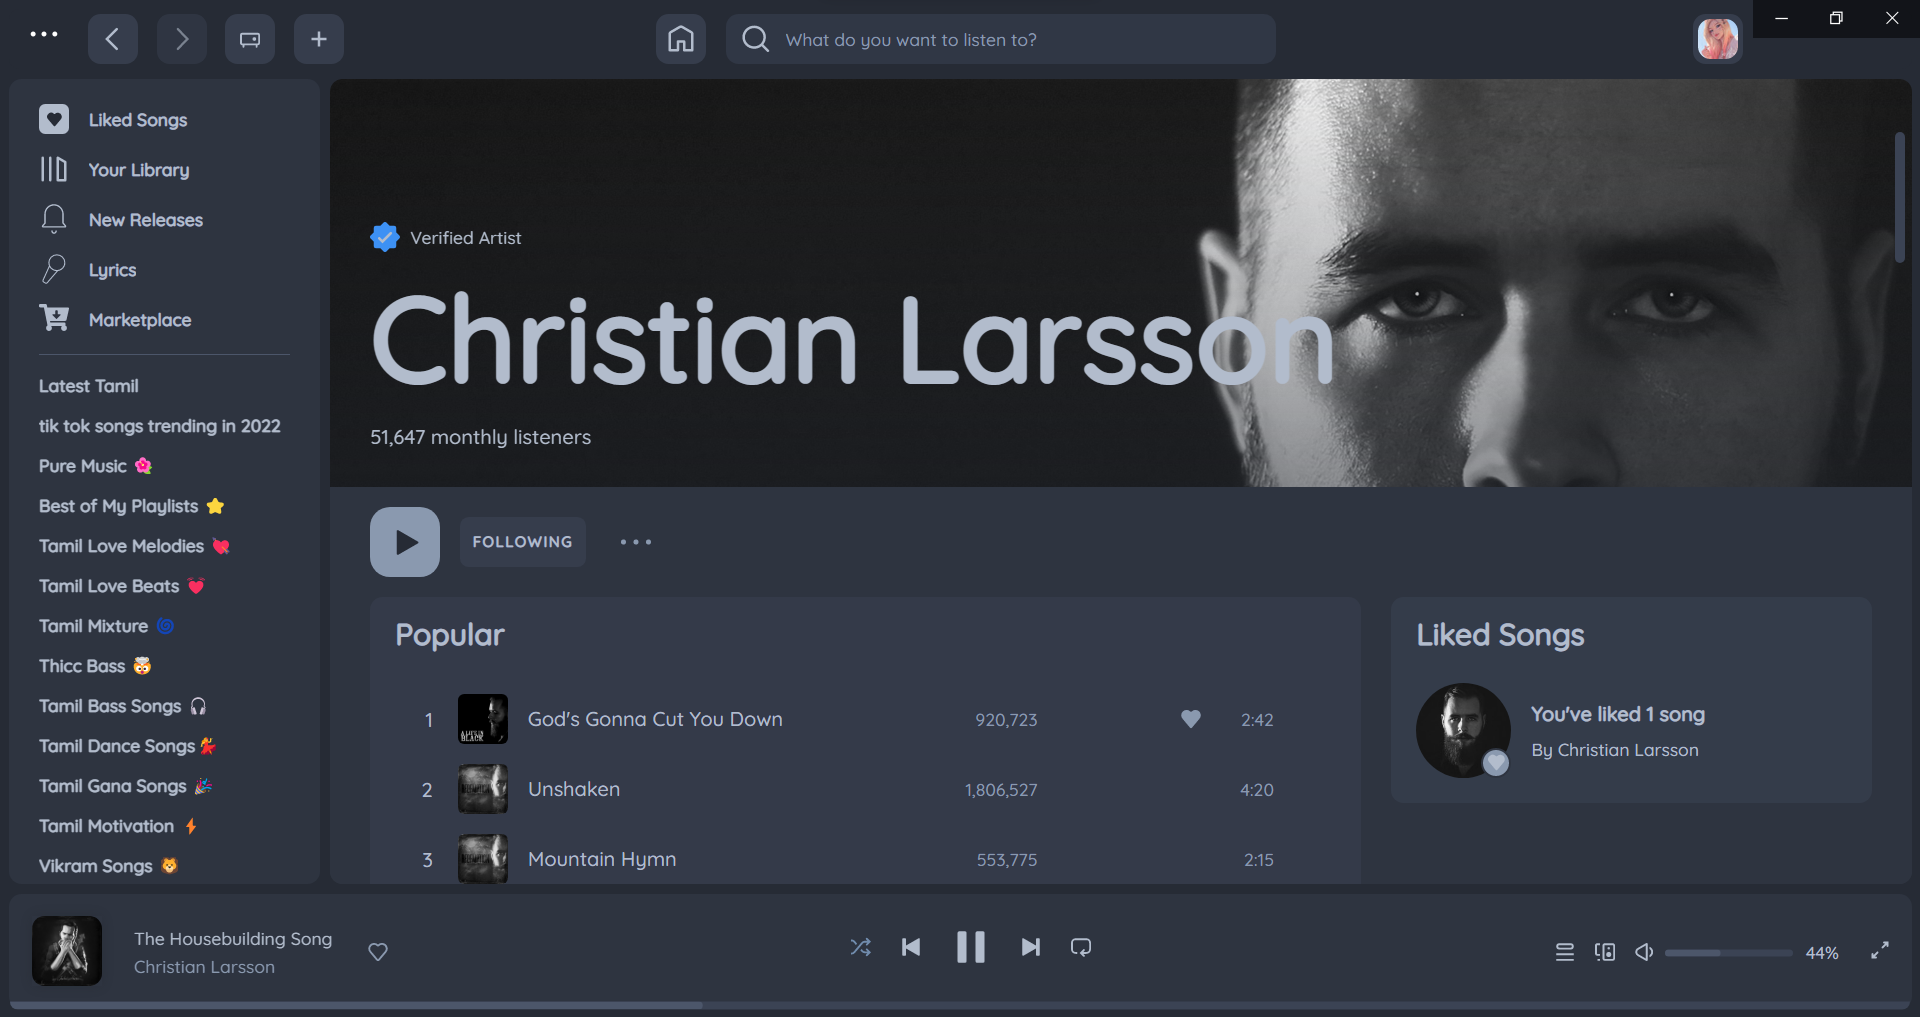 What do you want to listen to?
Liked Songs
Your Library
New Releases
Lyrics
Marketplace
Latest Tamil
tik tok songs trending in 2022
Pure Music 🌺
Best of My Playlists ⭐
Tamil Love Melodies 💘
Tamil Love Beats 💓
Tamil Mixture 🌀
Thicc Bass 🤯
Tamil Bass Songs 🎧
Tamil Dance Songs 💃
Tamil Gana Songs 🎉
Tamil Motivation ⚡
Vikram Songs 🦁
Verified Artist
Christian Larsson
51,647 monthly listeners
FOLLOWING
Popular
1 God's Gonna Cut You Down 920,723 2:42
2 Unshaken 1,806,527 4:20
3 Mountain Hymn 553,775 2:15
Liked Songs
You've liked 1 song
By Christian Larsson
The Housebuilding Song
Christian Larsson
44%